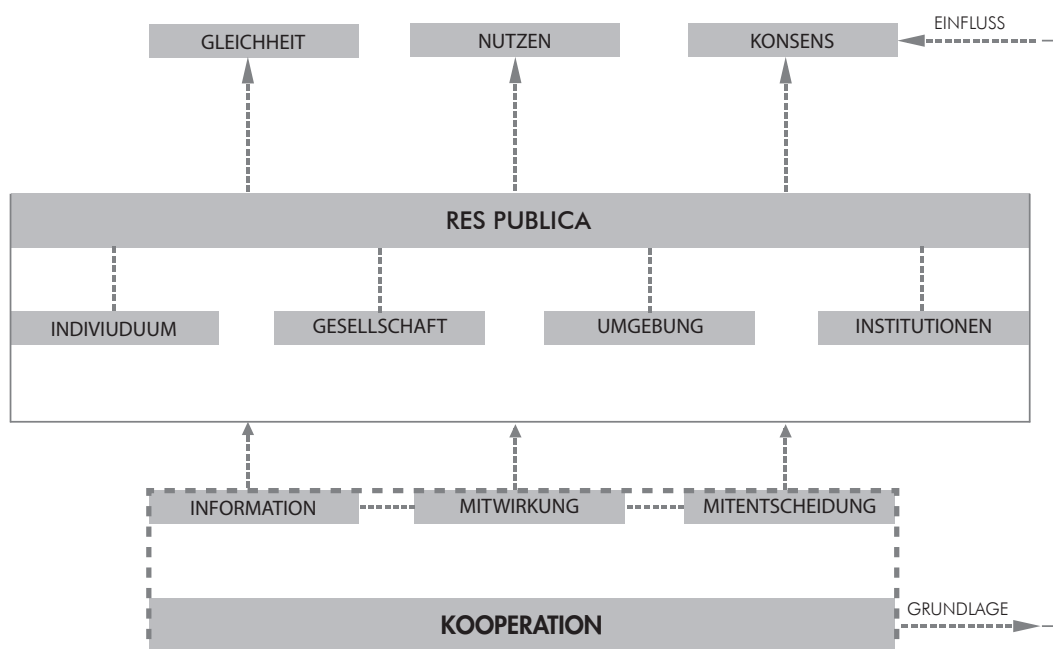 EINFLUSS
GLEICHHEIT NUTZEN KONSENS
RES PUBLICA
INDIVIUDUUM GESELLSCHAFT UMGEBUNG INSTITUTIONEN
INFORMATION MITWIRKUNG MITENTSCHEIDUNG
GRUNDLAGE
KOOPERATION